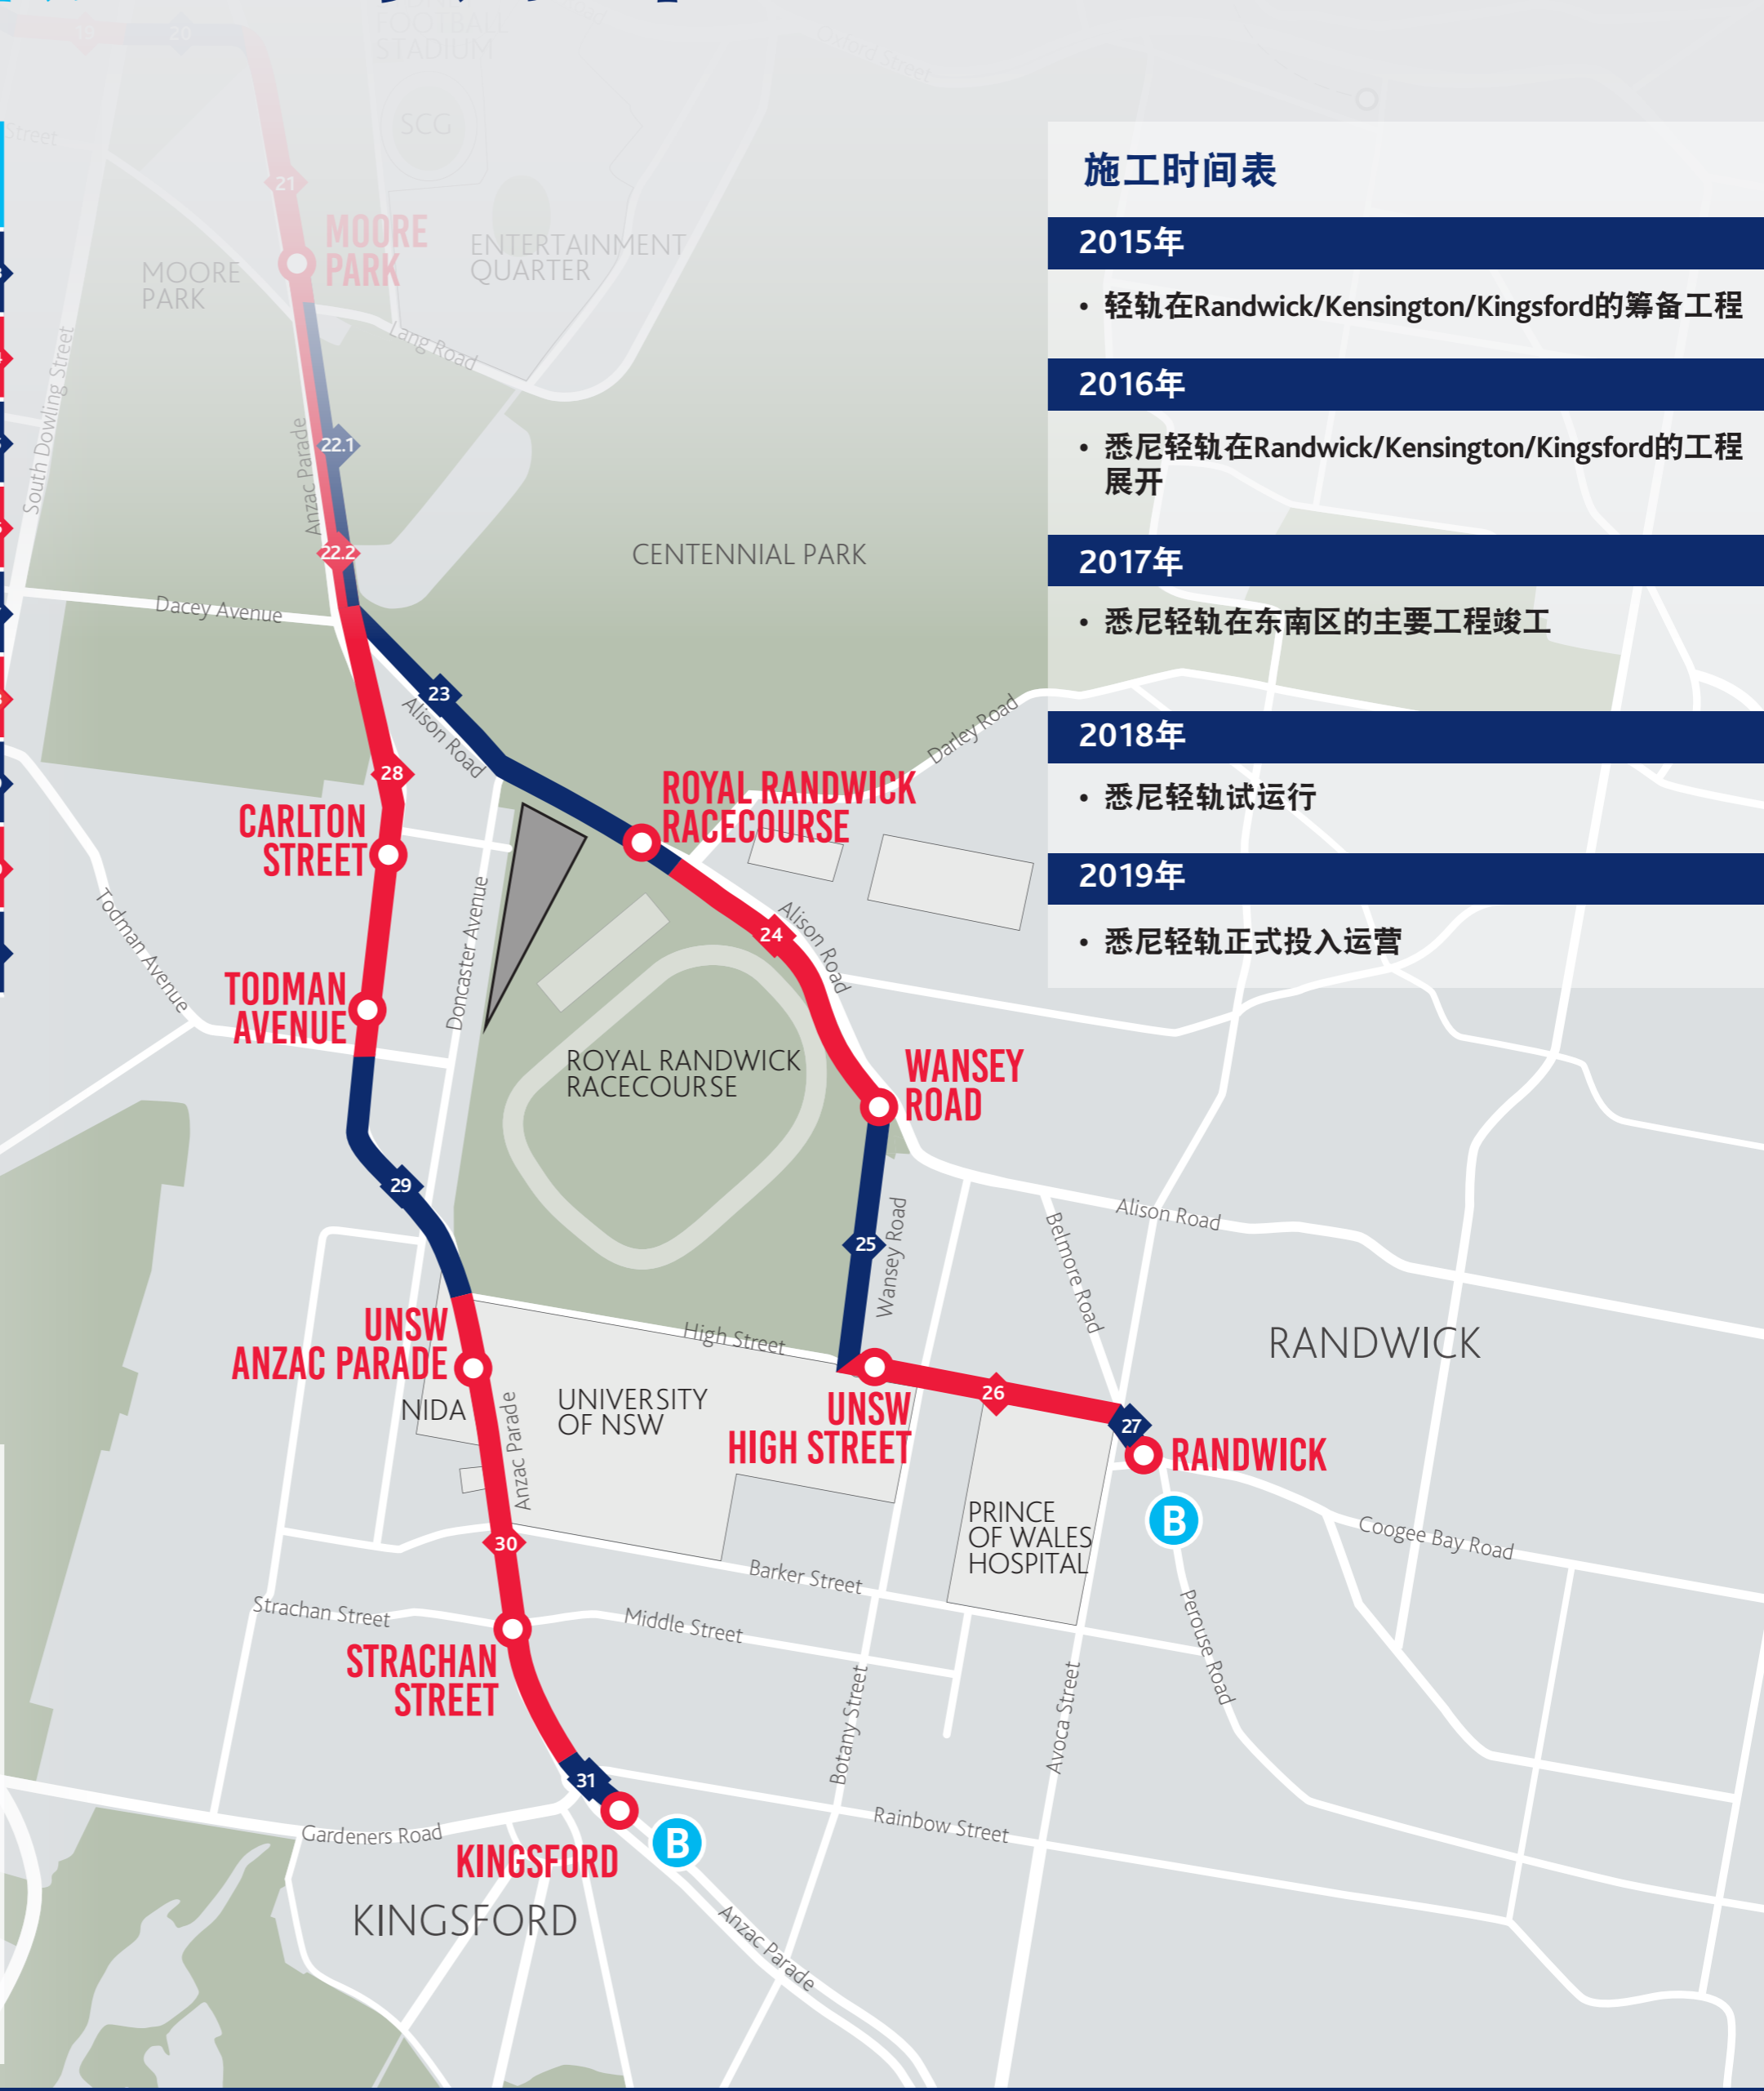 19
20
FOOTBALL
STADIUM
Oxford Street
Street
SCG
21
MOORE
PARK
ENTERTAINMENT
QUARTER
MOORE
PARK
Lang Road
South Dowling Street
Anzac Parade
22.1
22.2
CENTENNIAL PARK
Dacey Avenue
23
Alison Road
Darley Road
28
CARLTON
STREET
ROYAL RANDWICK
RACECOURSE
Todman Avenue
Doncaster Avenue
24
Alison Road
TODMAN
AVENUE
ROYAL RANDWICK
RACECOURSE
WANSEY
ROAD
29
25
Wansey Road
Belmore Road
Alison Road
UNSW
ANZAC PARADE
High Street
RANDWICK
NIDA
Anzac Parade
UNIVERSITY
OF NSW
UNSW
HIGH STREET
26
27
RANDWICK
PRINCE
OF WALES
HOSPITAL
B
Coogee Bay Road
30
Barker Street
Strachan Street
Middle Street
Perouse Road
STRACHAN
STREET
Botany Street
Avoca Street
31
Gardeners Road
Rainbow Street
KINGSFORD
B
KINGSFORD
Anzac Parade
施工时间表
2015年
• 轻轨在Randwick/Kensington/Kingsford的筹备工程
2016年
• 悉尼轻轨在Randwick/Kensington/Kingsford的工程
展开
2017年
• 悉尼轻轨在东南区的主要工程竣工
2018年
• 悉尼轻轨试运行
2019年
• 悉尼轻轨正式投入运营